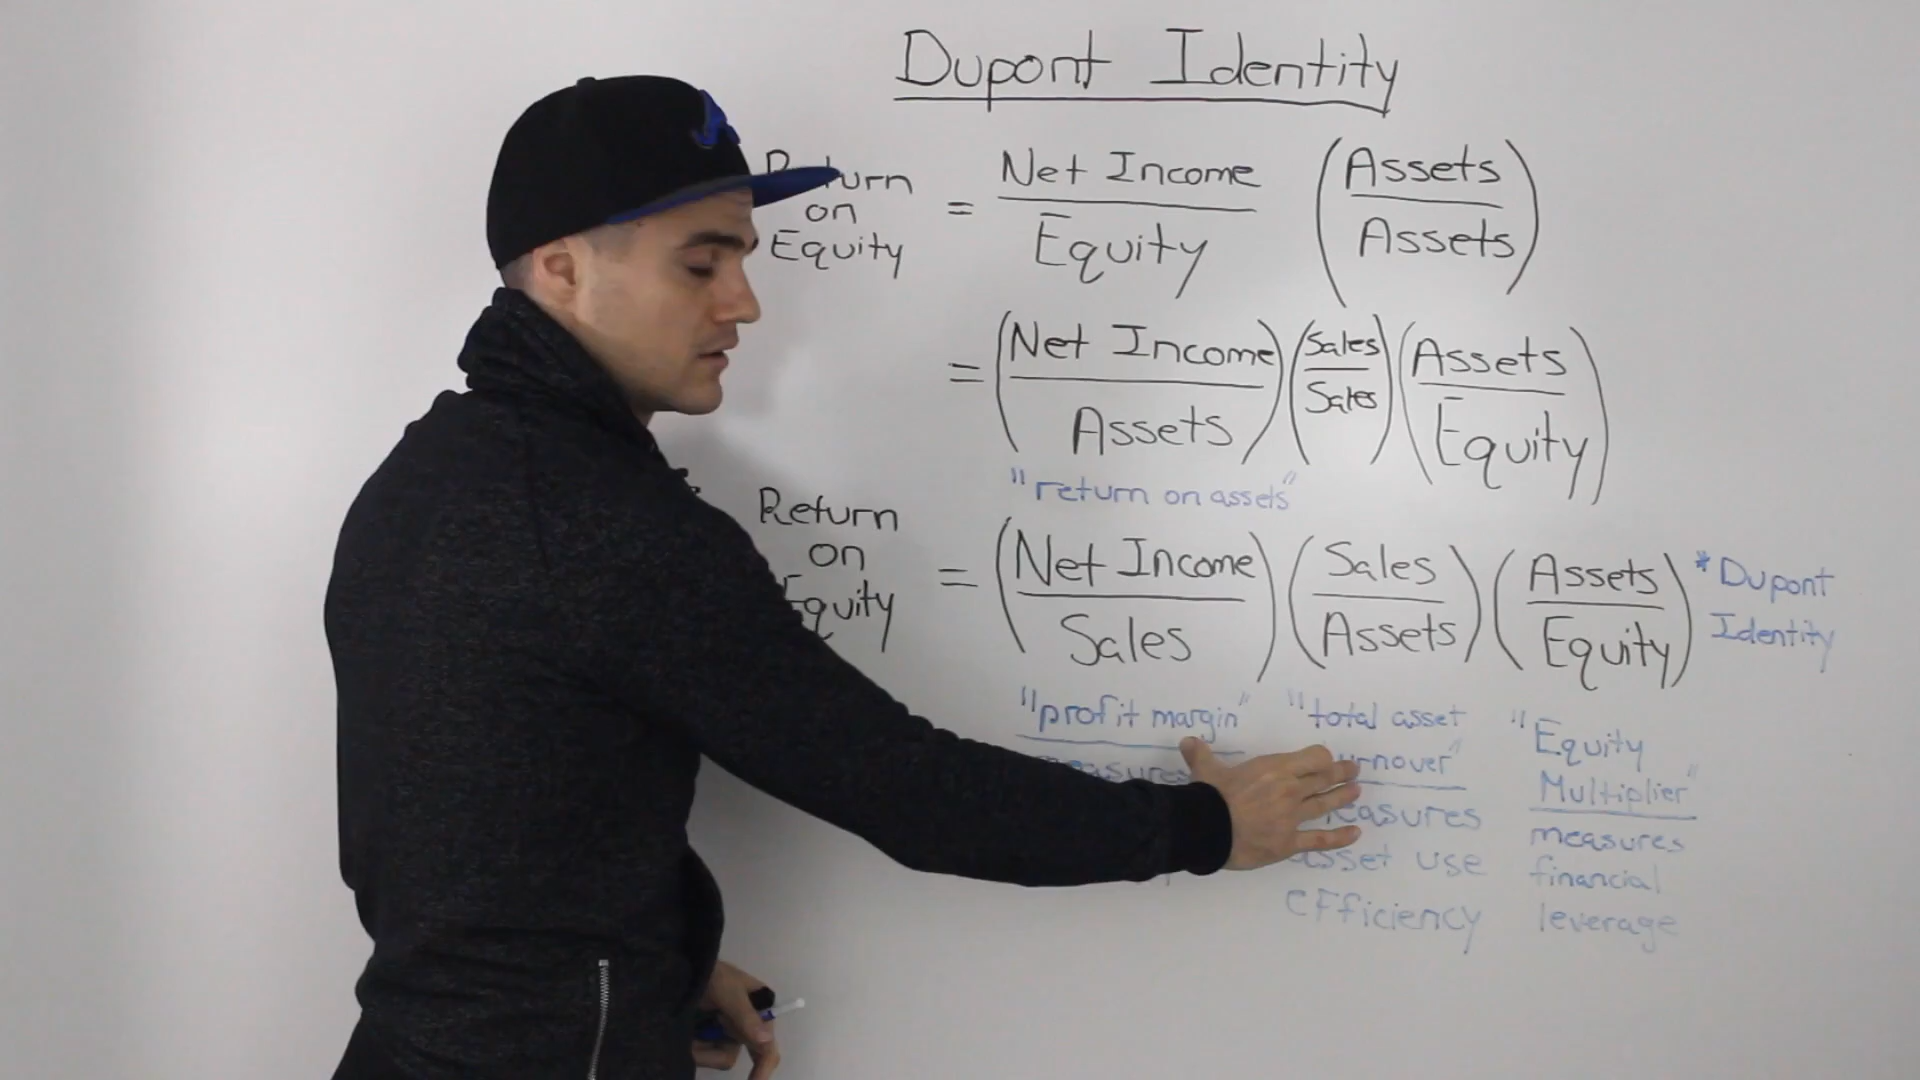 Dupont Identity
Return on Equity = Net Income / Equity (Assets / Assets)
= (Net Income / Assets) (Sales / Sales) (Assets / Equity)
"return on assets"
Return on Equity = (Net Income / Sales) (Sales / Assets) (Assets / Equity) *Dupont Identity
"profit margin"
measures
"total asset
turnover"
measures
asset use
efficiency
"Equity
Multiplier"
measures
financial
leverage